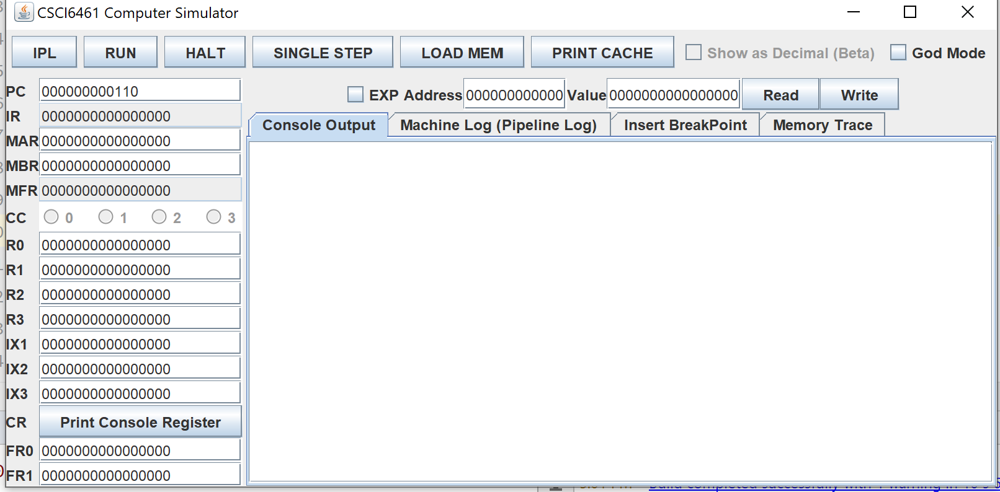 CSCI6461 Computer Simulator
IPL RUN HALT SINGLE STEP LOAD MEM PRINT CACHE Show as Decimal (Beta) God Mode
PC 000000000110 EXP Address 000000000000 Value 0000000000000000 Read Write
IR 0000000000000000
Console Output Machine Log (Pipeline Log) Insert BreakPoint Memory Trace
MAR 0000000000000000
MBR 0000000000000000
MFR 0000000000000000
CC 0 1 2 3
R0 0000000000000000
R1 0000000000000000
R2 0000000000000000
R3 0000000000000000
IX1 0000000000000000
IX2 0000000000000000
IX3 0000000000000000
CR Print Console Register
FR0 0000000000000000
FR1 0000000000000000